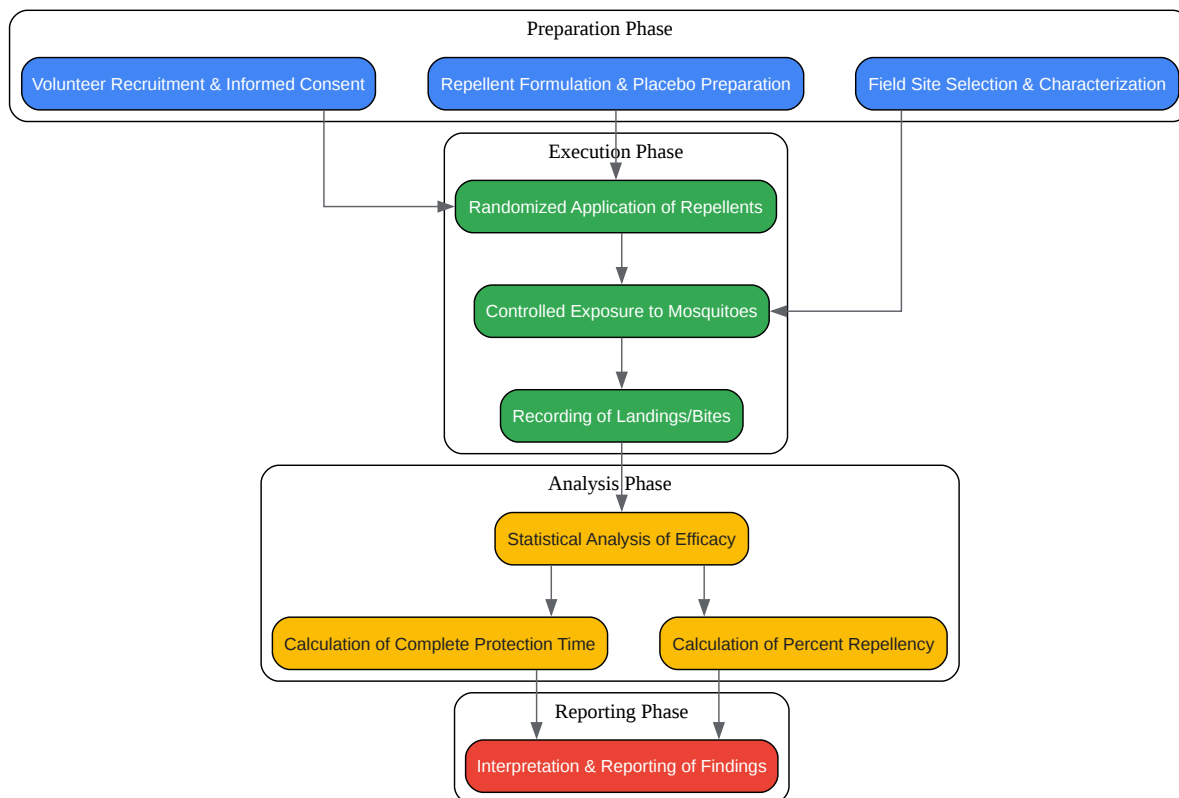 Preparation Phase
Volunteer Recruitment & Informed Consent
Repellent Formulation & Placebo Preparation
Field Site Selection & Characterization
Execution Phase
Randomized Application of Repellents
Controlled Exposure to Mosquitoes
Recording of Landings/Bites
Analysis Phase
Statistical Analysis of Efficacy
Calculation of Complete Protection Time
Calculation of Percent Repellency
Reporting Phase
Interpretation & Reporting of Findings